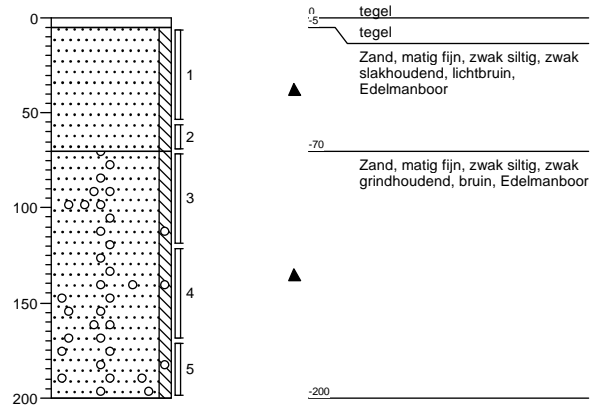 0
50
100
150
200
1
2
3
4
5
0
tegel
-5
tegel
Zand, matig fijn, zwak siltig, zwak
slakhoudend, lichtbruin,
Edelmanboor
-70
Zand, matig fijn, zwak siltig, zwak
grindhoudend, bruin, Edelmanboor
-200